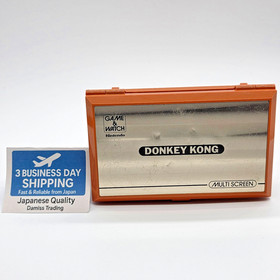 GAME &
WATCH
Nintendo
DONKEY KONG
MULTI SCREEN
3 BUSINESS DAY
SHIPPING
Fast & Reliable from Japan
Japanese Quality
Damiss Trading